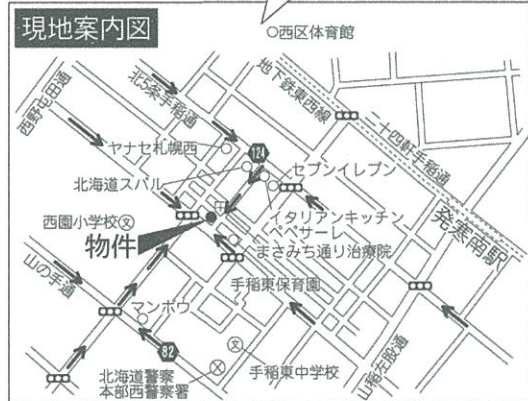 現地案内図
西区体育館
地下鉄東西線
二十四軒手稲通
北5条手稲通
西野屯田通
ヤナセ札幌西
124
北海道スバル
セブンイレブン
イタリアンキッチン
ペペサーレ
発寒南駅
西園小学校文
物件
まさみち通り治療院
山の手通
手稲東保育園
マンボウ
82
文
手稲東中学校
北海道警察
本部西警察署
山稲左股通